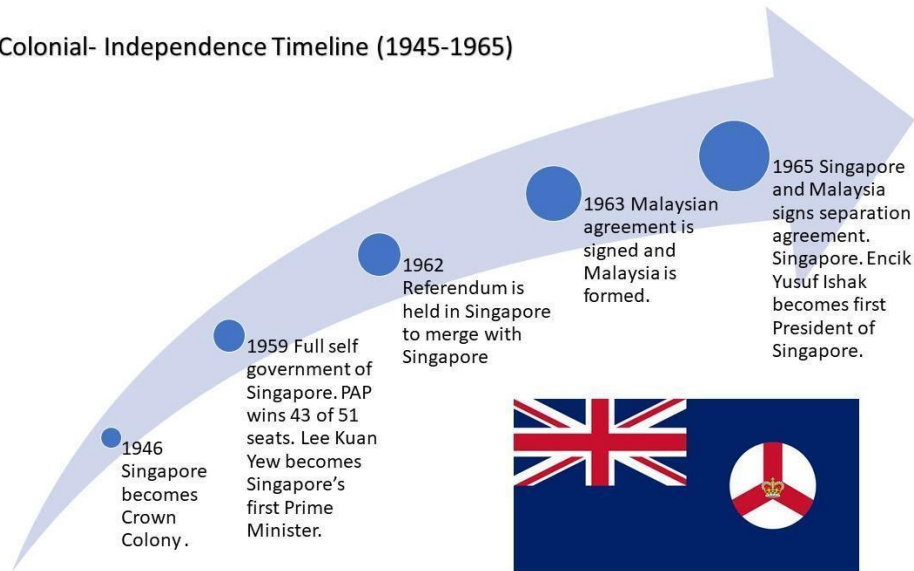 Colonial- Independence Timeline (1945-1965)
1946
Singapore
becomes
Crown
Colony .
1959 Full self
government of
Singapore. PAP
wins 43 of 51
seats. Lee Kuan
Yew becomes
Singapore’s
first Prime
Minister.
1962
Referendum is
held in Singapore
to merge with
Singapore
1963 Malaysian
agreement is
signed and
Malaysia is
formed.
1965 Singapore
and Malaysia
signs separation
agreement.
Singapore. Encik
Yusuf Ishak
becomes first
President of
Singapore.